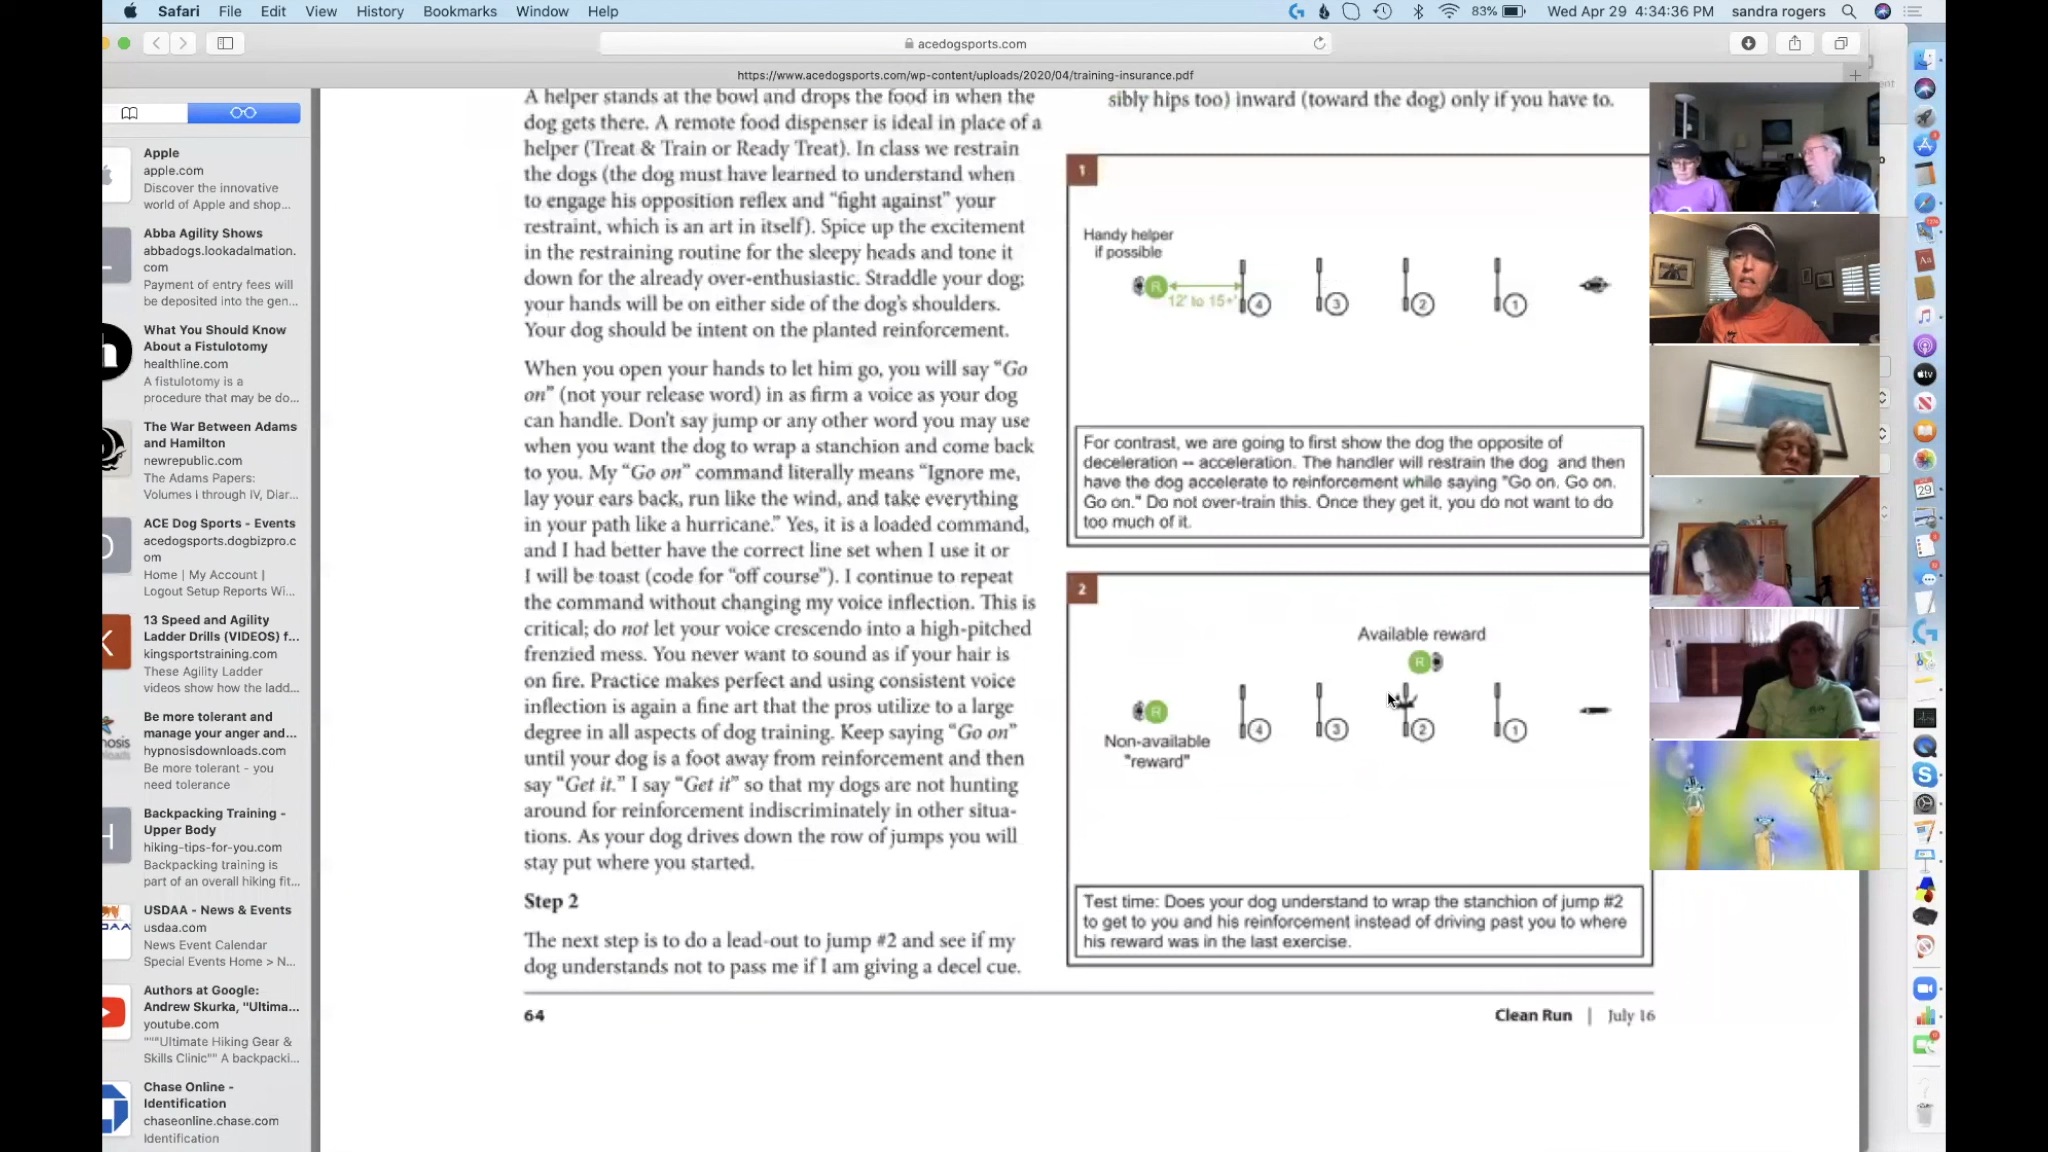 Safari File Edit View History Bookmarks Window Help
83% Wed Apr 29 4:34:36 PM sandra rogers
acedogsports.com
https://www.acedogsports.com/wp-content/uploads/2020/04/training-insurance.pdf
Apple
apple.com
Discover the innovative
world of Apple and shop...
Abba Agility Shows
abbadogs.lookadalmation.
com
Payment of entry fees will
be deposited into the gen...
What You Should Know
About a Fistulotomy
healthline.com
A fistulotomy is a
procedure that may be do...
The War Between Adams
and Hamilton
newrepublic.com
The Adams Papers:
Volumes i through IV, Diar...
ACE Dog Sports - Events
acedogsports.dogbizpro.c
om
Home | My Account |
Logout Setup Reports Wi...
13 Speed and Agility
Ladder Drills (VIDEOS) f...
kingsportstraining.com
These Agility Ladder
videos show how the ladd...
Be more tolerant and
manage your anger and...
hypnosisdownloads.com
Be more tolerant - you
need tolerance
Backpacking Training -
Upper Body
hiking-tips-for-you.com
Backpacking training is
part of an overall hiking fit...
USDAA - News & Events
usdaa.com
News Event Calendar
Special Events Home > N...
Authors at Google:
Andrew Skurka, "Ultima...
youtube.com
"""Ultimate Hiking Gear &
Skills Clinic"" A backpacki...
Chase Online -
Identification
chaseonline.chase.com
Identification
A helper stands at the bowl and drops the food in when the
dog gets there. A remote food dispenser is ideal in place of a
helper (Treat & Train or Ready Treat). In class we restrain
the dogs (the dog must have learned to understand when
to engage his opposition reflex and “fight against” your
restraint, which is an art in itself). Spice up the excitement
in the restraining routine for the sleepy heads and tone it
down for the already over-enthusiastic. Straddle your dog;
your hands will be on either side of the dog's shoulders.
Your dog should be intent on the planted reinforcement.
When you open your hands to let him go, you will say “Go
on” (not your release word) in as firm a voice as your dog
can handle. Don't say jump or any other word you may use
when you want the dog to wrap a stanchion and come back
to you. My “Go on” command literally means “Ignore me,
lay your ears back, run like the wind, and take everything
in your path like a hurricane.” Yes, it is a loaded command,
and I had better have the correct line set when I use it or
I will be toast (code for “off course”). I continue to repeat
the command without changing my voice inflection. This is
critical; do not let your voice crescendo into a high-pitched
frenzied mess. You never want to sound as if your hair is
on fire. Practice makes perfect and using consistent voice
inflection is again a fine art that the pros utilize to a large
degree in all aspects of dog training. Keep saying “Go on”
until your dog is a foot away from reinforcement and then
say “Get it.” I say “Get it” so that my dogs are not hunting
around for reinforcement indiscriminately in other situa-
tions. As your dog drives down the row of jumps you will
stay put where you started.
Step 2
The next step is to do a lead-out to jump #2 and see if my
dog understands not to pass me if I am giving a decel cue.
sibly hips too) inward (toward the dog) only if you have to.
1
Handy helper
if possible
R
12' to 15+'
4 3 2 1
For contrast, we are going to first show the dog the opposite of
deceleration -- acceleration. The handler will restrain the dog and then
have the dog accelerate to reinforcement while saying "Go on. Go on.
Go on." Do not over-train this. Once they get it, you do not want to do
too much of it.
2
Available reward
R
R
4 3 2 1
Non-available
"reward"
Test time: Does your dog understand to wrap the stanchion of jump #2
to get to you and his reinforcement instead of driving past you to where
his reward was in the last exercise.
64
Clean Run | July 16